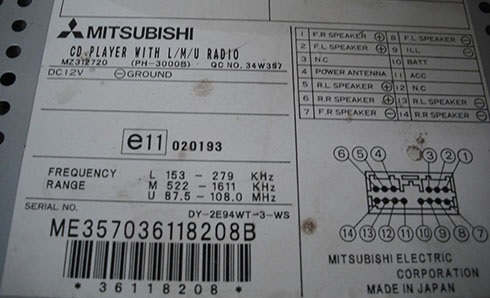 MITSUBISHI
CD PLAYER WITH L/M/U RADIO
MZ312720 (PH-3000B) QC NO. 34W397
DC12V ⊖GROUND
e11 020193
FREQUENCY RANGE
L 153 - 279 KHz
M 522 - 1611 KHz
U 87.5 - 108.0 MHz
SERIAL NO. DY-2E94WT-3-WS
ME357036118208B
*36118208*
1 F.R SPEAKER ⊕ 8 F.L SPEAKER ⊖
2 F.L SPEAKER ⊕ 9 ILL ⊖
3 N.C 10 BATT
4 POWER ANTENNA 11 ACC
5 R.L SPEAKER ⊕ 12 N.C
6 R.R SPEAKER ⊕ 13 R.L SPEAKER ⊖
7 F.R SPEAKER ⊖ 14 R.R SPEAKER ⊖
6 5 4 3 2 1
14 13 12 11 10 9 8 7
MITSUBISHI ELECTRIC
CORPORATION
MADE IN JAPAN